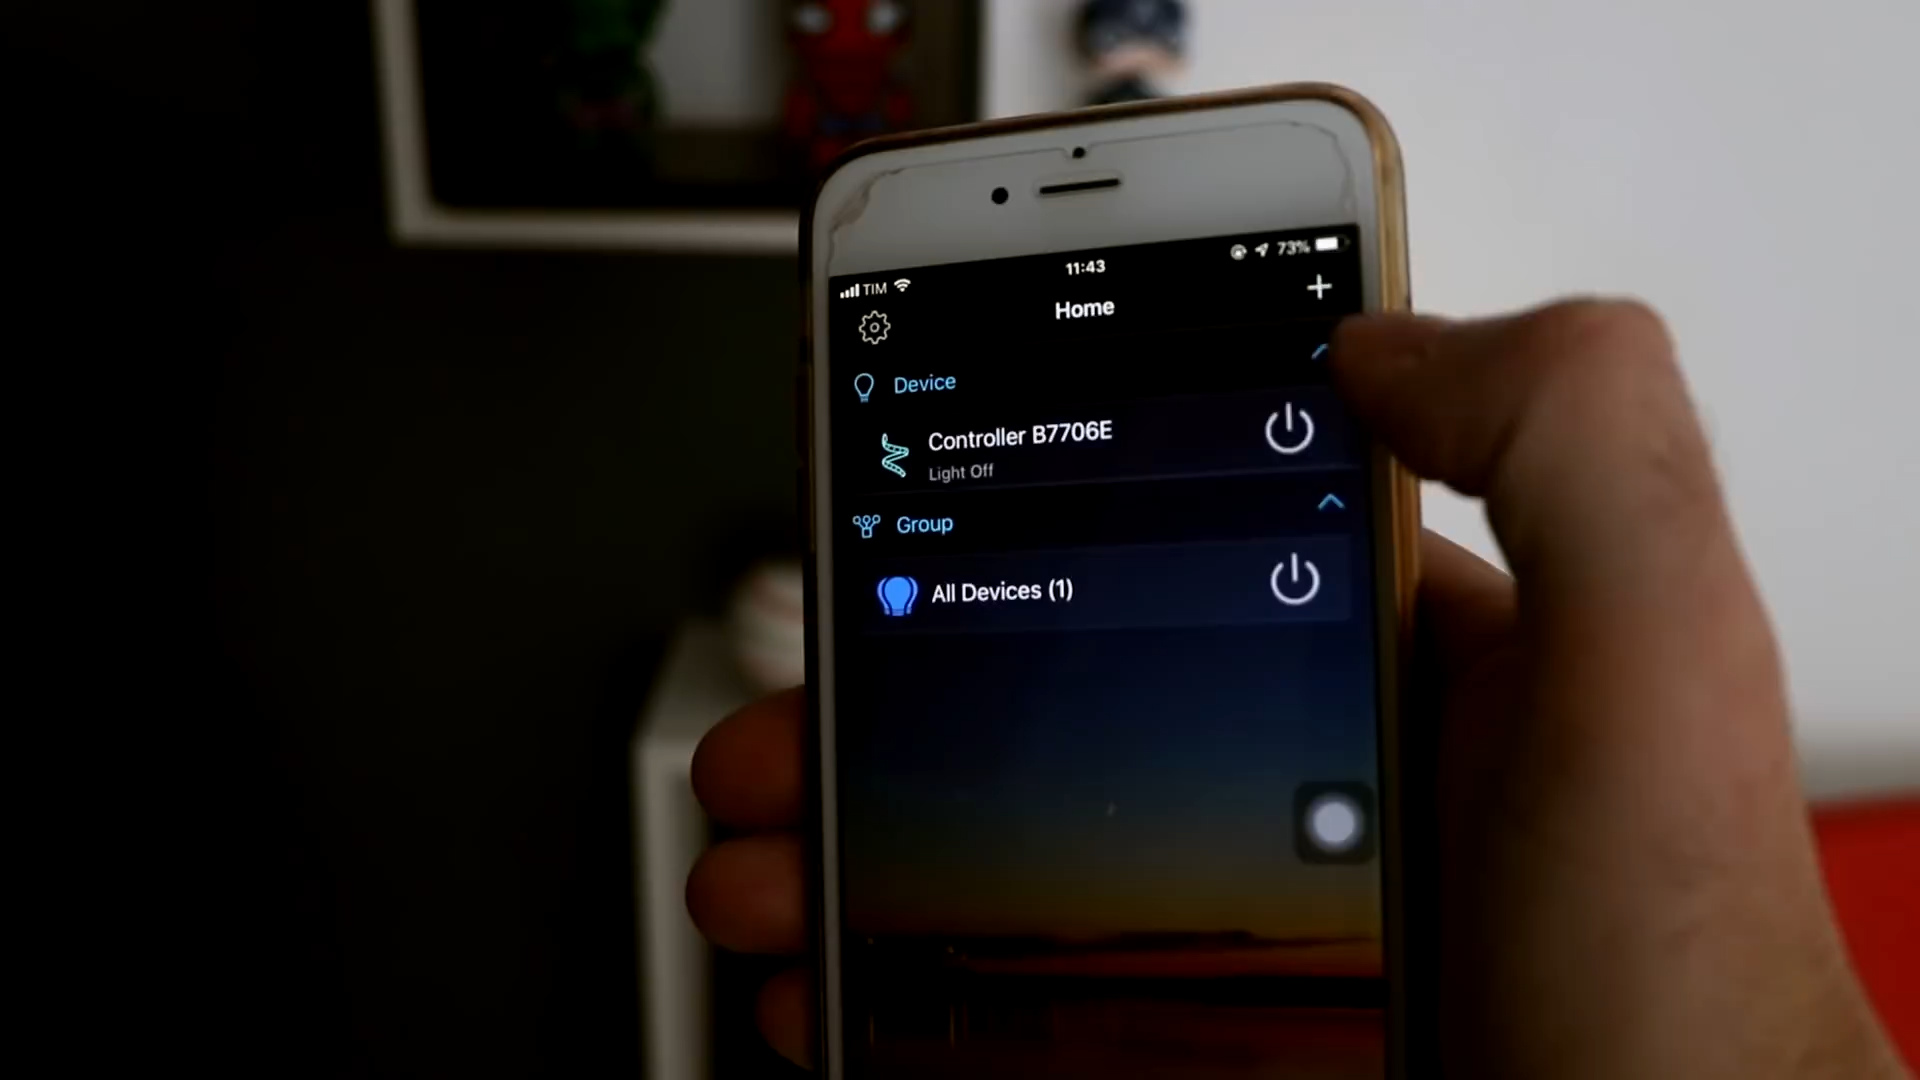 TIM
11:43
73%
Home
Device
Controller B7706E
Light Off
Group
All Devices (1)